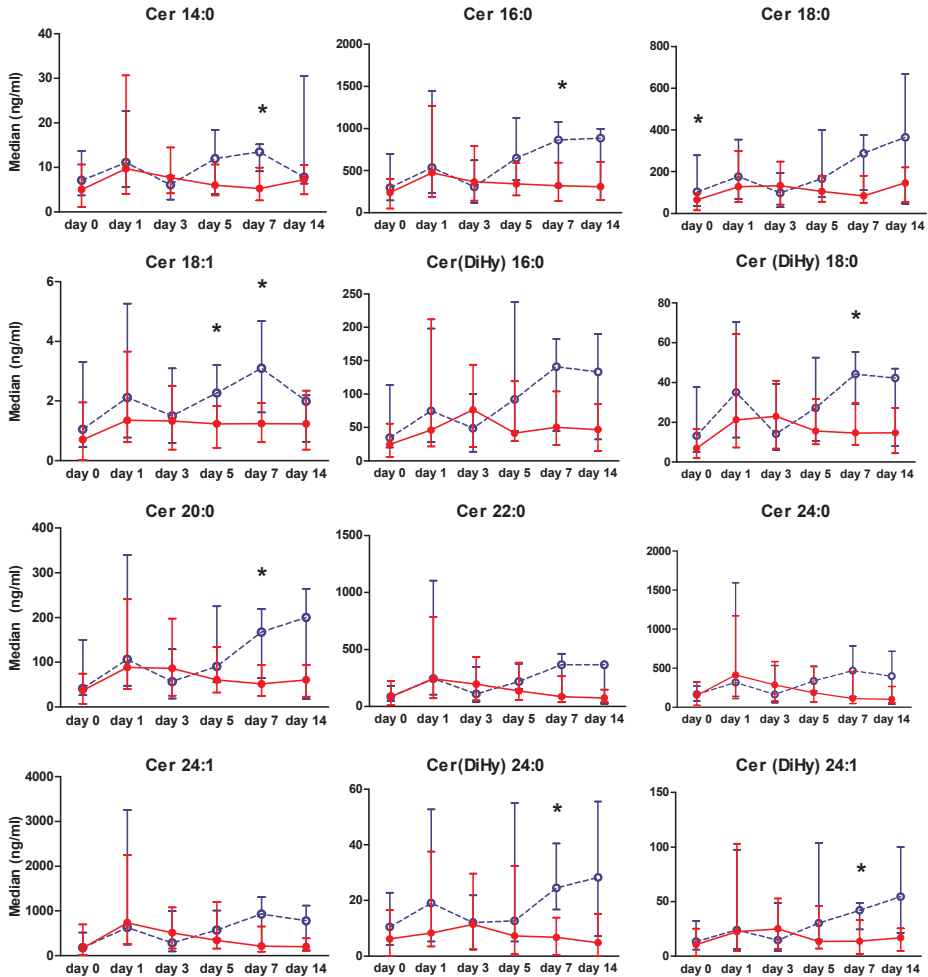 Cer 14:0
Cer 16:0
Cer 18:0
Median (ng/ml)
40
30
20
10
0
*
day 0 day 1 day 3 day 5 day 7 day 14
2000
1500
1000
500
0
*
day 0 day 1 day 3 day 5 day 7 day 14
800
600
400
200
0
*
day 0 day 1 day 3 day 5 day 7 day 14
Cer 18:1
Cer(DiHy) 16:0
Cer (DiHy) 18:0
Median (ng/ml)
6
4
2
0
*
*
day 0 day 1 day 3 day 5 day 7 day 14
250
200
150
100
50
0
day 0 day 1 day 3 day 5 day 7 day 14
80
60
40
20
0
*
day 0 day 1 day 3 day 5 day 7 day 14
Cer 20:0
Cer 22:0
Cer 24:0
Median (ng/ml)
400
300
200
100
0
*
day 0 day 1 day 3 day 5 day 7 day 14
1500
1000
500
0
day 0 day 1 day 3 day 5 day 7 day 14
2000
1500
1000
500
0
day 0 day 1 day 3 day 5 day 7 day 14
Cer 24:1
Cer(DiHy) 24:0
Cer (DiHy) 24:1
Median (ng/ml)
4000
3000
2000
1000
0
day 0 day 1 day 3 day 5 day 7 day 14
60
40
20
0
*
day 0 day 1 day 3 day 5 day 7 day 14
150
100
50
0
*
day 0 day 1 day 3 day 5 day 7 day 14